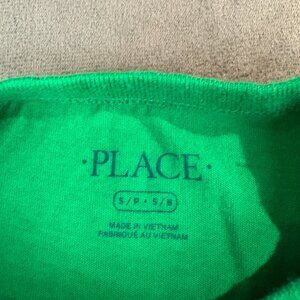 ·PLACE·
S/P • 5/6
MADE IN VIETNAM
FABRIQUÉ AU VIETNAM